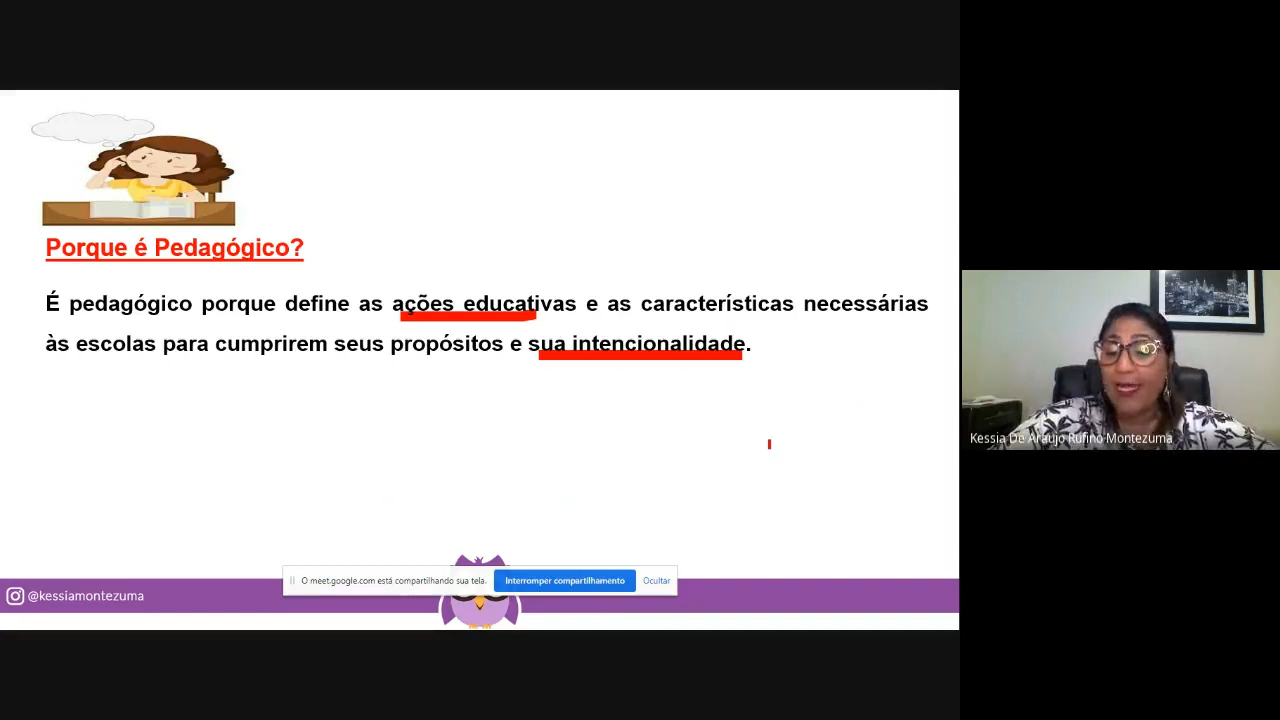 Porque é Pedagógico?
É pedagógico porque define as ações educativas e as características necessárias
às escolas para cumprirem seus propósitos e sua intencionalidade.
Kessia De Araujo Rufino Montezuma
O meet.google.com está compartilhando sua tela.
Interromper compartilhamento
Ocultar
@kessiamontezuma